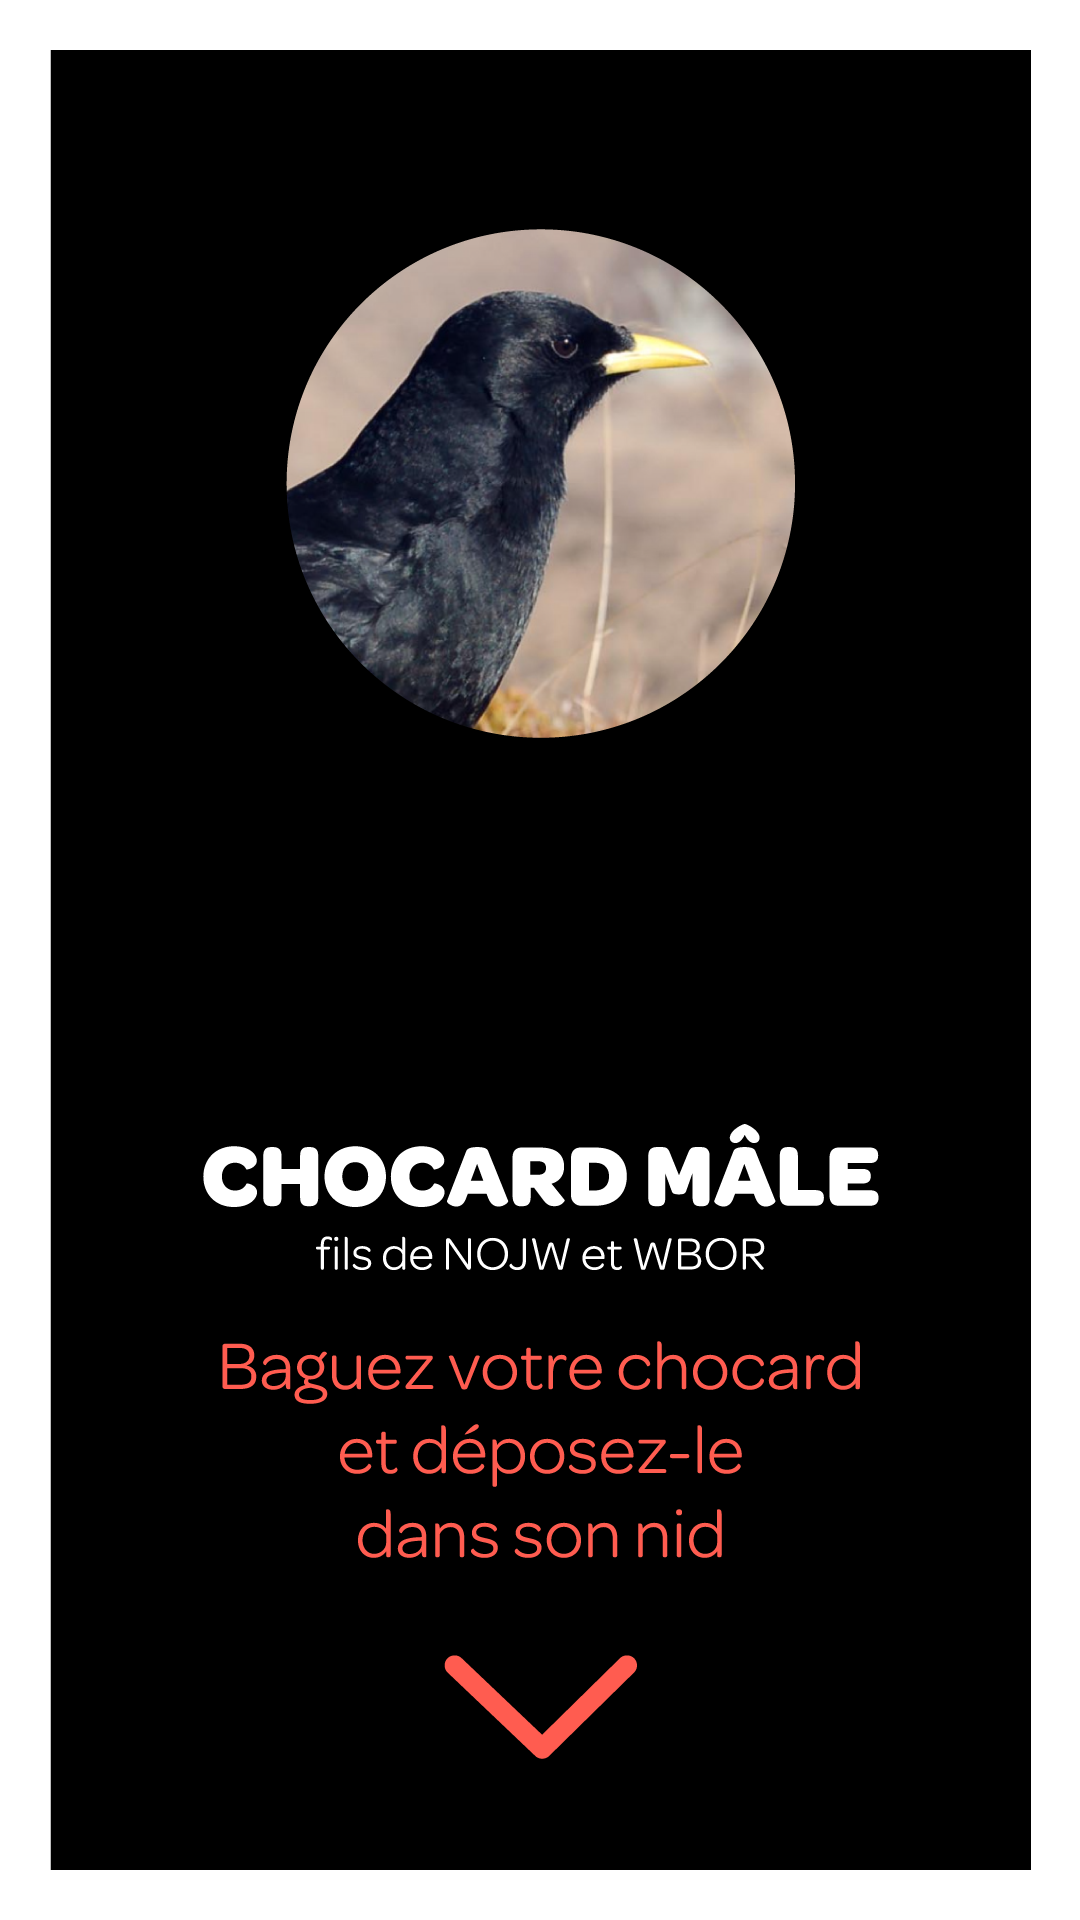 CHOCARD MÂLE
fils de NOJW et WBOR
Baguez votre chocard
et déposez-le
dans son nid